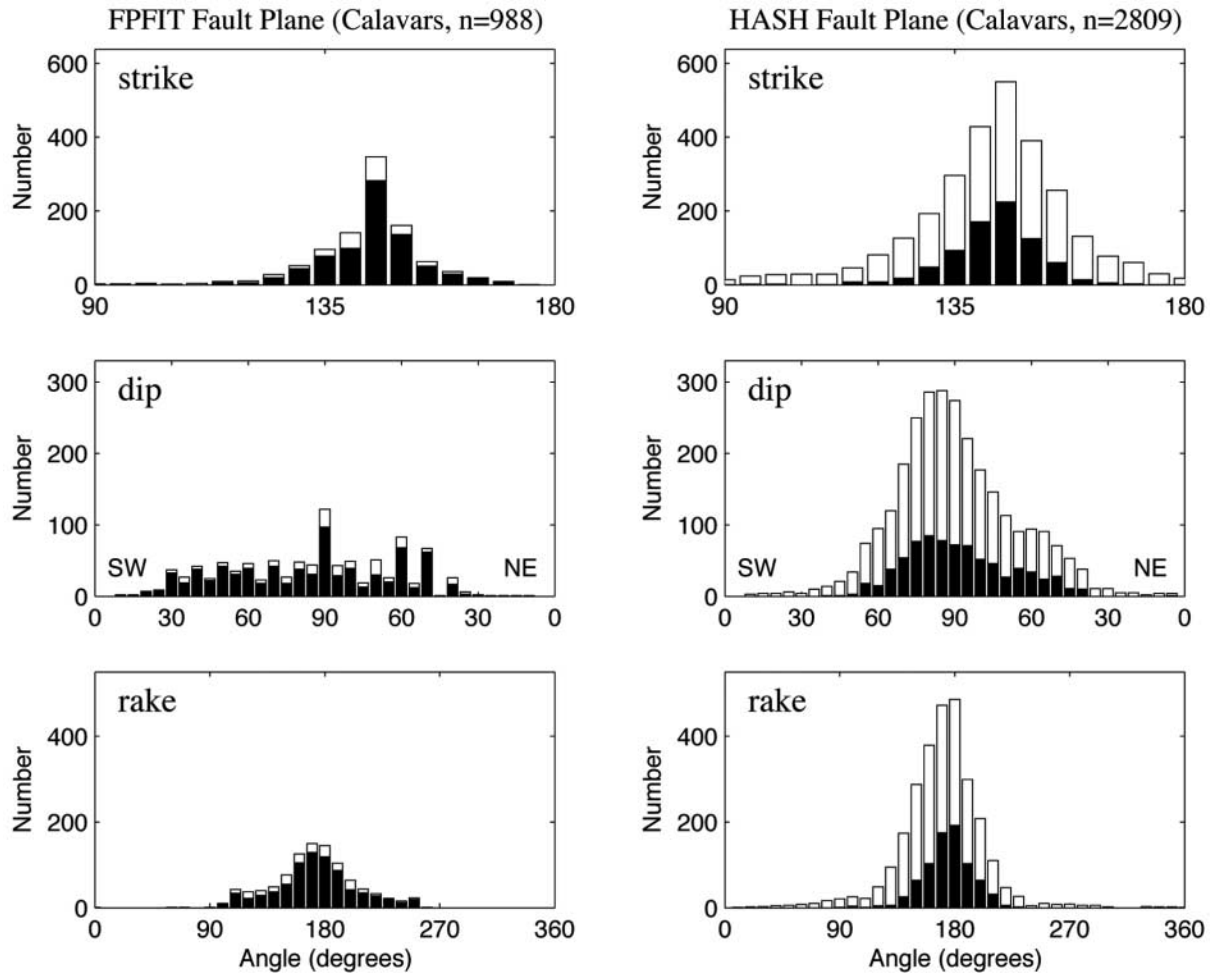 FPFIT Fault Plane (Calavars, n=988)
HASH Fault Plane (Calavars, n=2809)
strike
600
400
200
0
Number
90
135
180
strike
600
400
200
0
Number
90
135
180
dip
300
200
100
0
Number
SW
NE
0
30
60
90
60
30
0
dip
300
200
100
0
Number
SW
NE
0
30
60
90
60
30
0
rake
400
200
0
Number
0
90
180
270
360
Angle (degrees)
rake
400
200
0
Number
0
90
180
270
360
Angle (degrees)